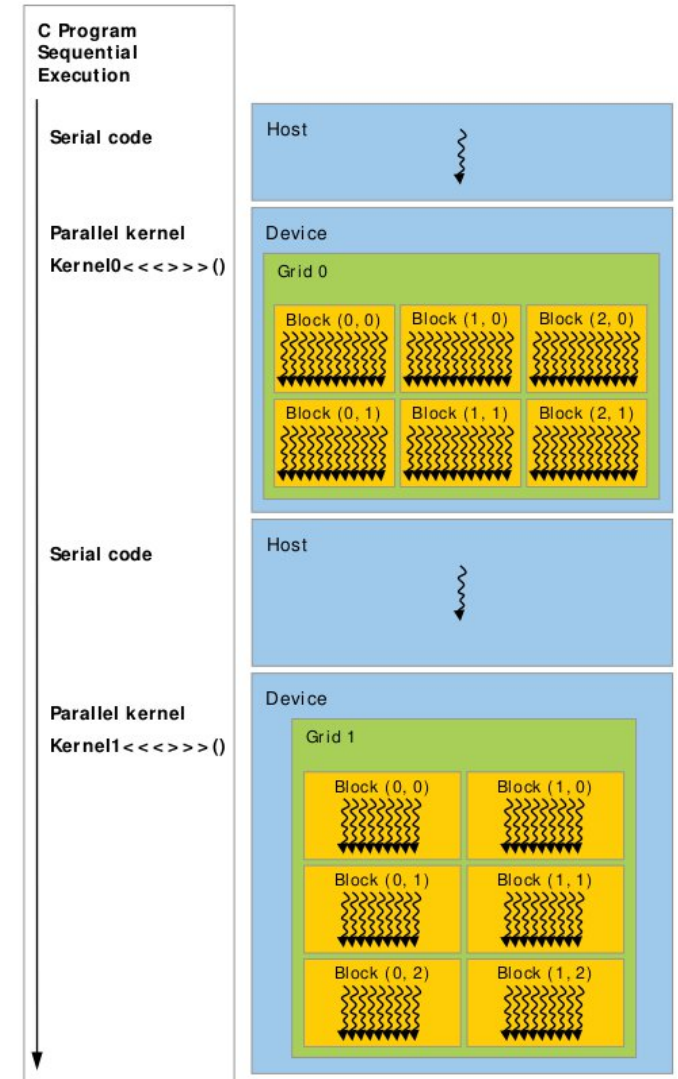 C Program
Sequential
Execution
Serial code
Host
Parallel kernel
Kernel0<<<>>>()
Device
Grid 0
Block (0, 0)
Block (1, 0)
Block (2, 0)
Block (0, 1)
Block (1, 1)
Block (2, 1)
Serial code
Host
Parallel kernel
Kernel1<<<>>>()
Device
Grid 1
Block (0, 0)
Block (1, 0)
Block (0, 1)
Block (1, 1)
Block (0, 2)
Block (1, 2)